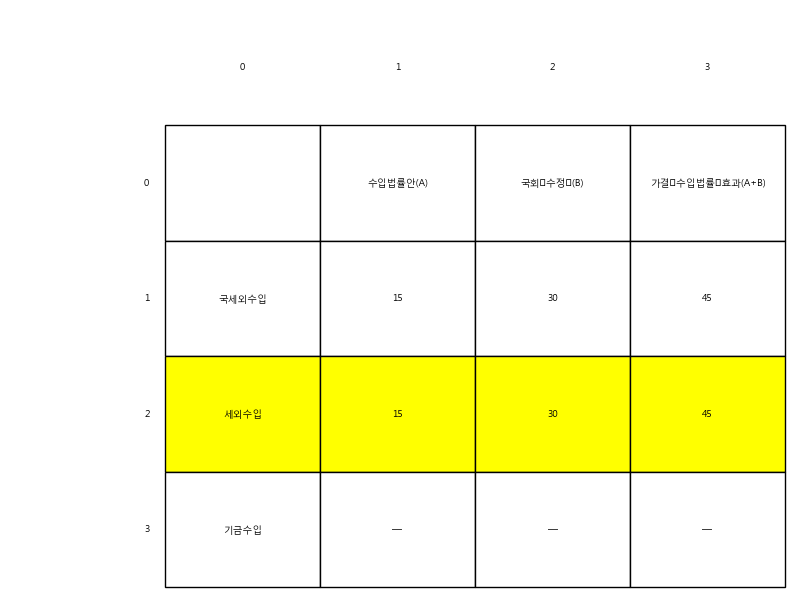 0 1 2 3
0 수입법률안(A) 국회□수정□(B) 가결□수입법률□효과(A+B)
1 국세외수입 15 30 45
2 세외수입 15 30 45
3 기금수입 — — —